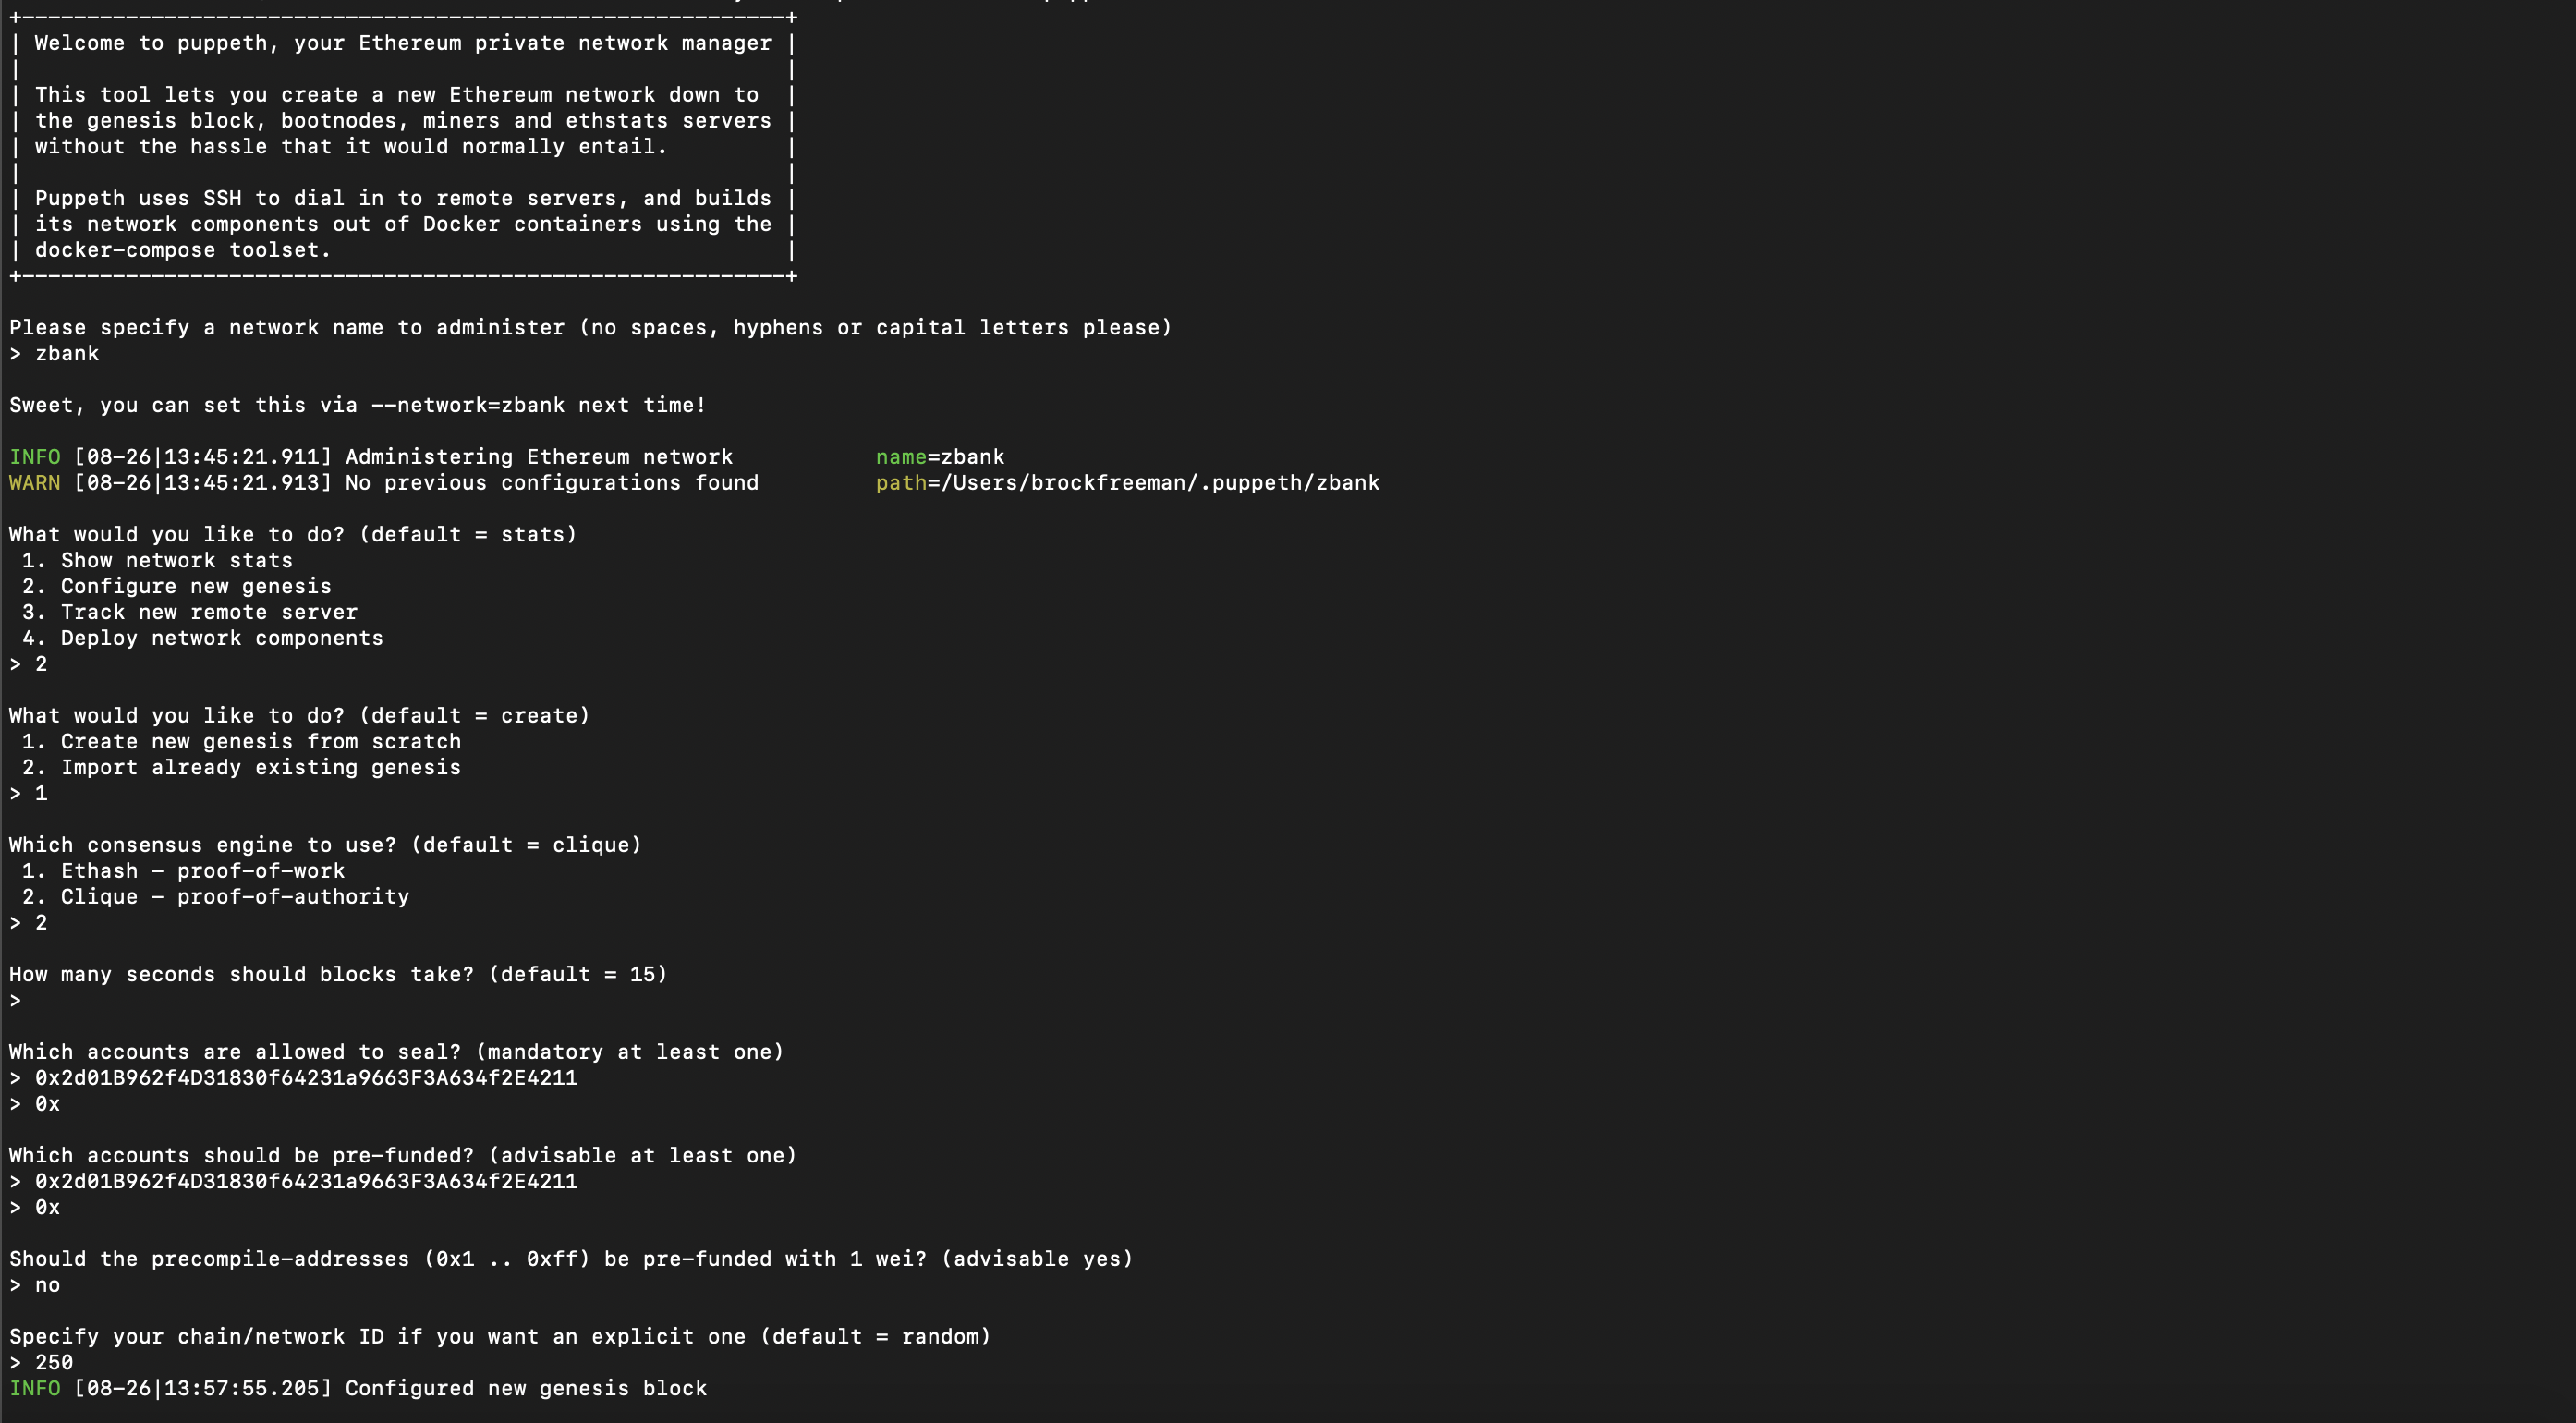 +-----------------------------------------------------------+
| Welcome to puppeth, your Ethereum private network manager |
|                                                           |
| This tool lets you create a new Ethereum network down to  |
| the genesis block, bootnodes, miners and ethstats servers |
| without the hassle that it would normally entail.         |
|                                                           |
| Puppeth uses SSH to dial in to remote servers, and builds |
| its network components out of Docker containers using the |
| docker-compose toolset.                                   |
+-----------------------------------------------------------+
Please specify a network name to administer (no spaces, hyphens or capital letters please)
> zbank
Sweet, you can set this via --network=zbank next time!
INFO [08-26|13:45:21.911] Administering Ethereum network           name=zbank
WARN [08-26|13:45:21.913] No previous configurations found         path=/Users/brockfreeman/.puppeth/zbank
What would you like to do? (default = stats)
 1. Show network stats
 2. Configure new genesis
 3. Track new remote server
 4. Deploy network components
> 2
What would you like to do? (default = create)
 1. Create new genesis from scratch
 2. Import already existing genesis
> 1
Which consensus engine to use? (default = clique)
 1. Ethash - proof-of-work
 2. Clique - proof-of-authority
> 2
How many seconds should blocks take? (default = 15)
>
Which accounts are allowed to seal? (mandatory at least one)
> 0x2d01B962f4D31830f64231a9663F3A634f2E4211
> 0x
Which accounts should be pre-funded? (advisable at least one)
> 0x2d01B962f4D31830f64231a9663F3A634f2E4211
> 0x
Should the precompile-addresses (0x1 .. 0xff) be pre-funded with 1 wei? (advisable yes)
> no
Specify your chain/network ID if you want an explicit one (default = random)
> 250
INFO [08-26|13:57:55.205] Configured new genesis block